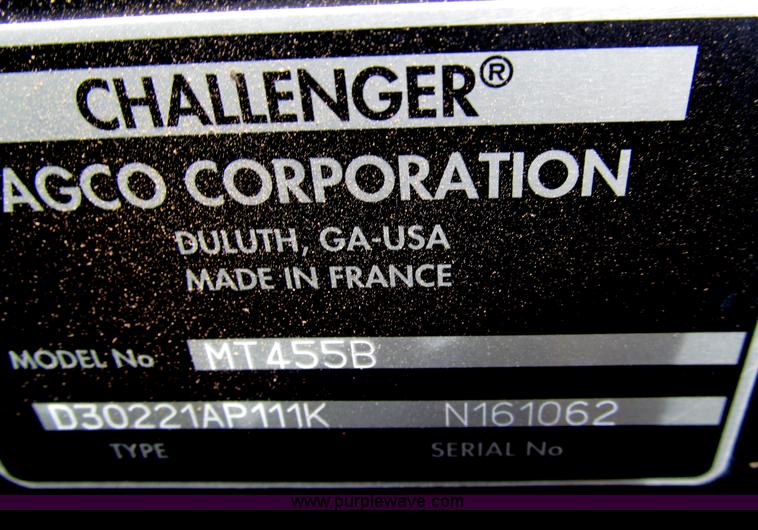 CHALLENGER®
AGCO CORPORATION
DULUTH, GA-USA
MADE IN FRANCE
MODEL No MT455B
D30221AP111K N161062
TYPE SERIAL No
www.purplewave.com